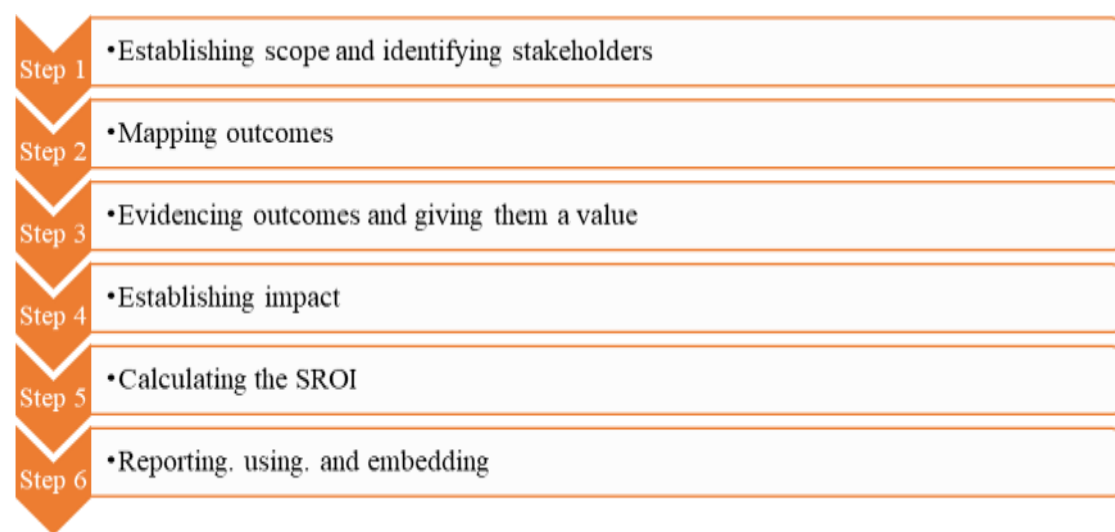 Step 1
•Establishing scope and identifying stakeholders
Step 2
•Mapping outcomes
Step 3
•Evidencing outcomes and giving them a value
Step 4
•Establishing impact
Step 5
•Calculating the SROI
Step 6
•Reporting. using. and embedding